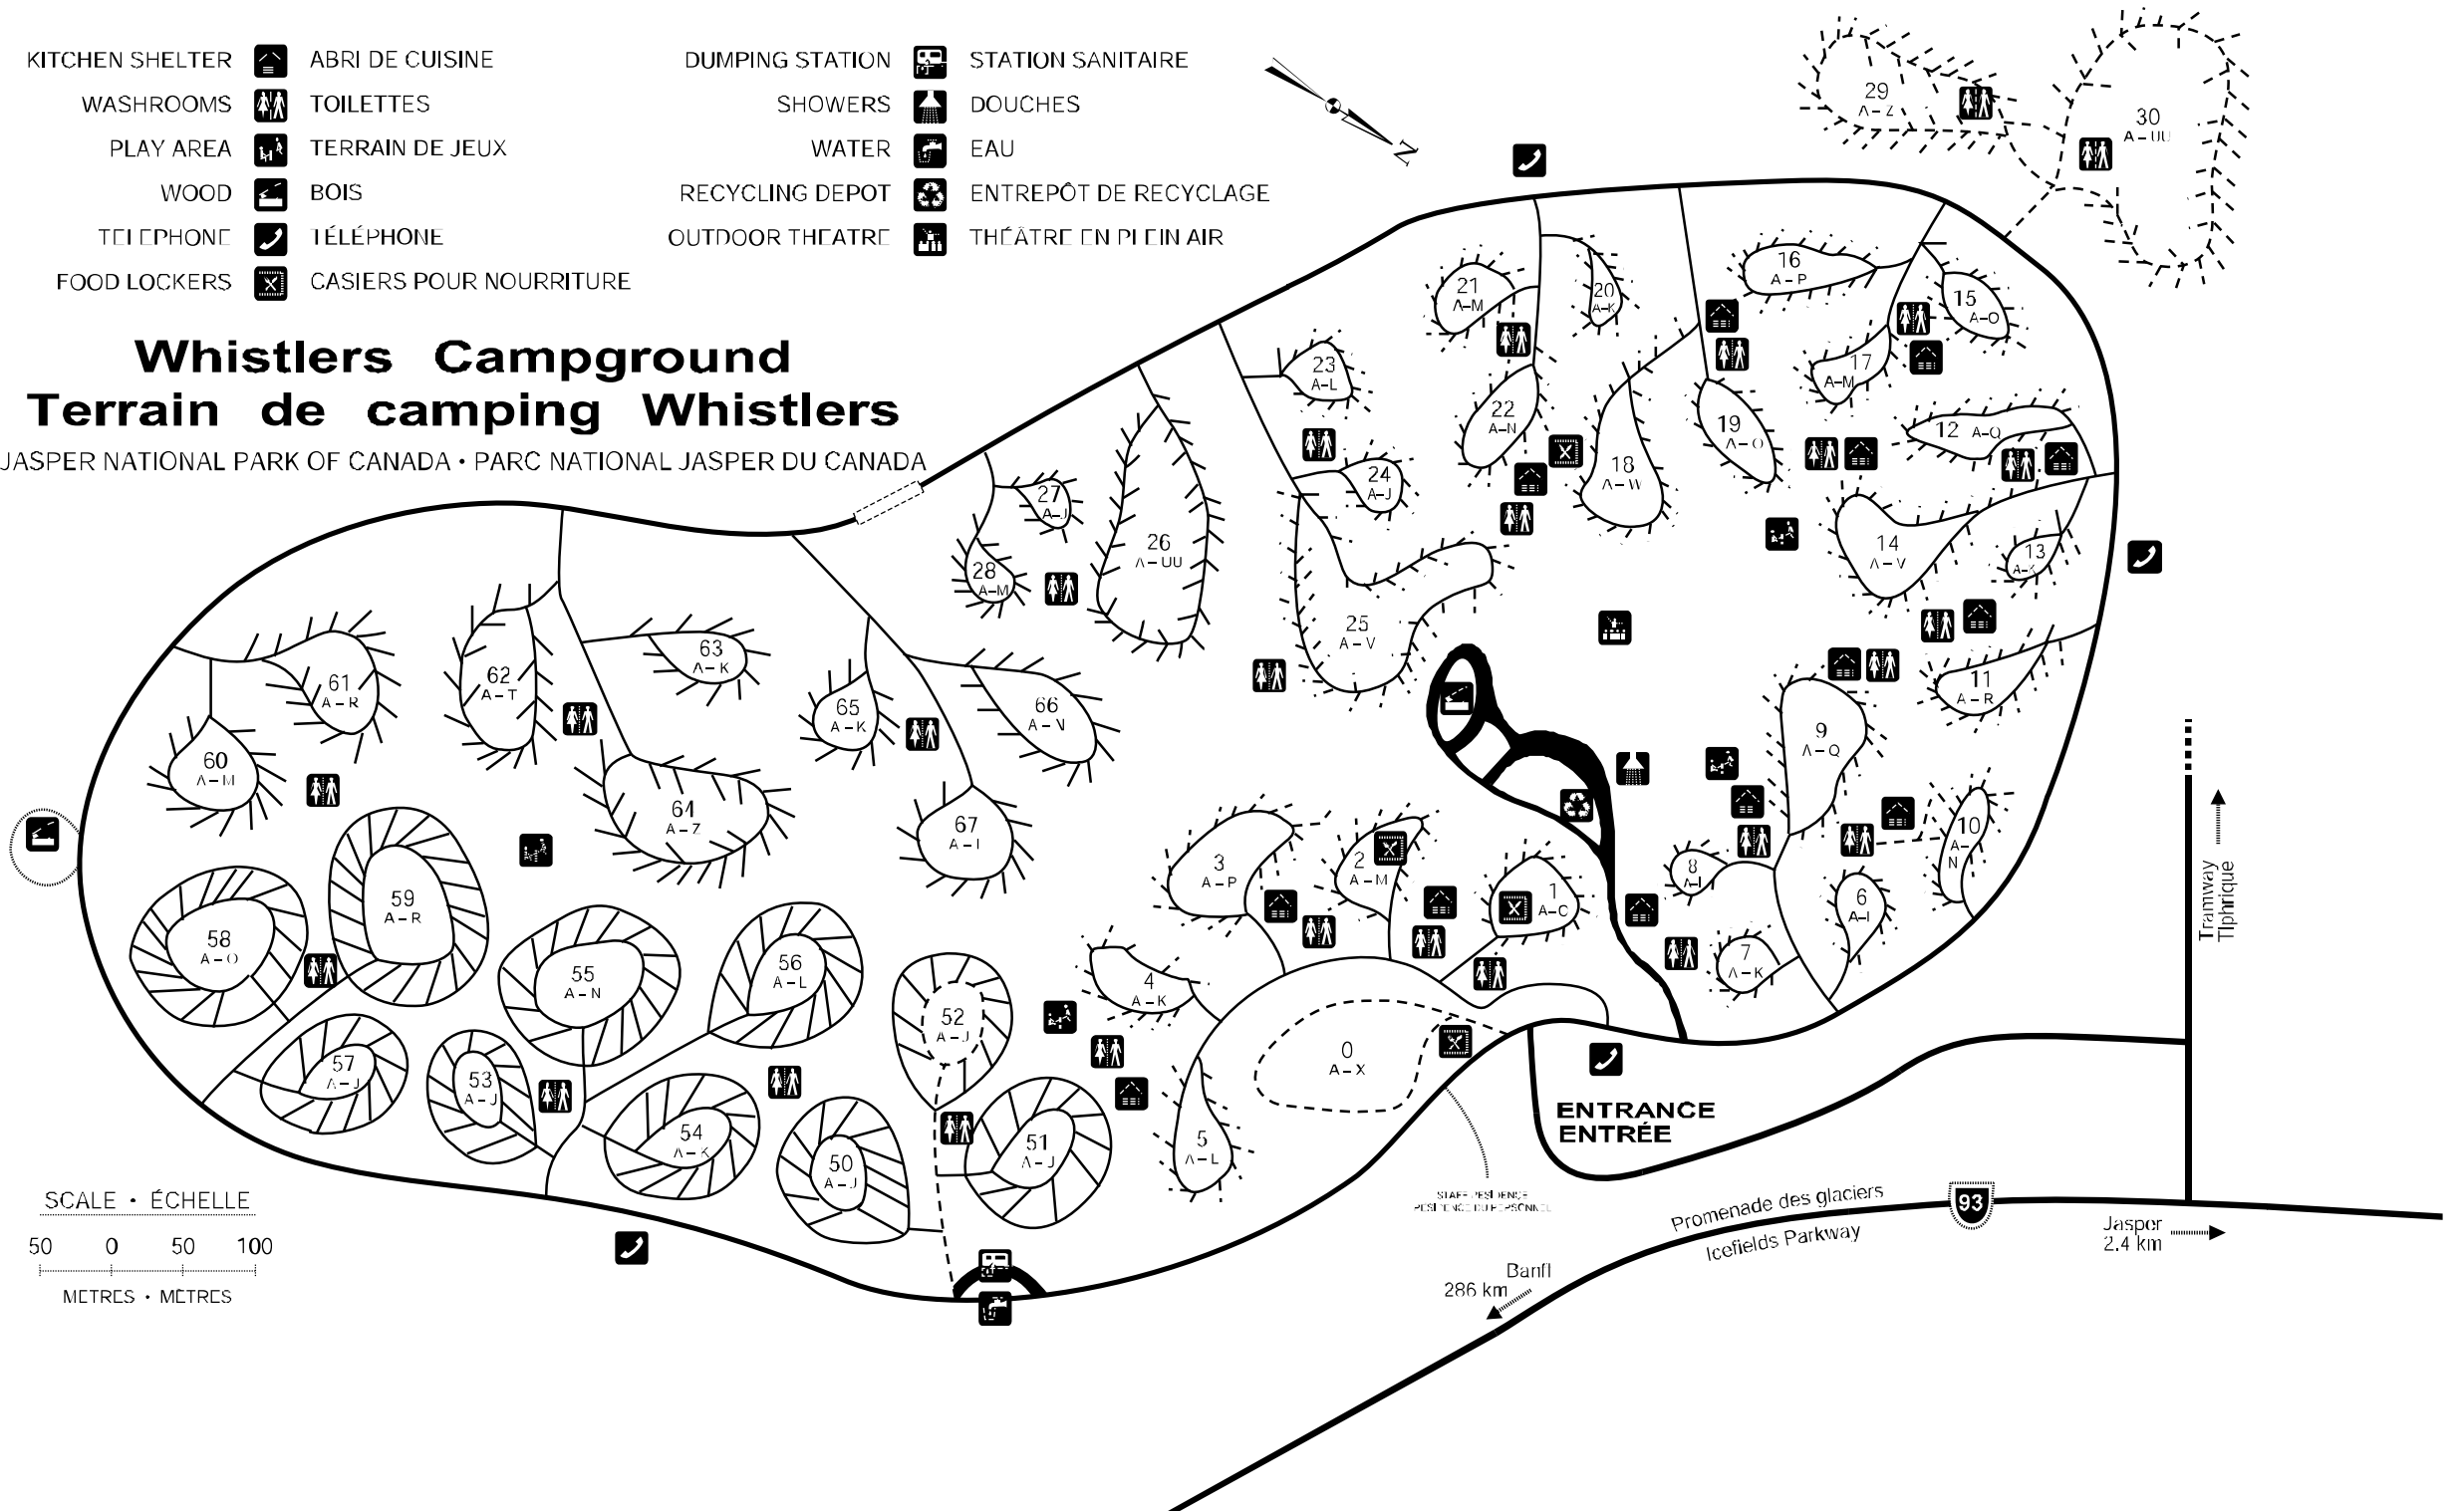 KITCHEN SHELTER ABRI DE CUISINE
WASHROOMS TOILETTES
PLAY AREA TERRAIN DE JEUX
WOOD BOIS
TELEPHONE TÉLÉPHONE
FOOD LOCKERS CASIERS POUR NOURRITURE
DUMPING STATION STATION SANITAIRE
SHOWERS DOUCHES
WATER EAU
RECYCLING DEPOT ENTREPÔT DE RECYCLAGE
OUTDOOR THEATRE THÉÂTRE EN PLEIN AIR
N
Whistlers Campground
Terrain de camping Whistlers
JASPER NATIONAL PARK OF CANADA • PARC NATIONAL JASPER DU CANADA
29
A–Z
30
A–UU
16
A–P
15
A–O
21
A–M
20
A–K
17
A–M
23
A–L
22
A–N
19
A–O
12 A–Q
18
A–W
24
A–J
27
A–J
26
A–UU
28
A–M
14
A–V
13
A–K
25
A–V
11
A–R
9
A–Q
10
A–
N
61
A–R
62
A–T
63
A–K
65
A–K
66
A–N
60
A–M
64
A–Z
67
A–I
3
A–P
2
A–M
1
A–O
8
A–I
6
A–I
7
A–K
4
A–K
0
A–X
5
A–L
59
A–R
58
A–O
55
A–N
56
A–L
52
A–J
57
A–J
53
A–J
54
A–K
50
A–J
51
A–J
Tramway
ENTRANCE
ENTRÉE
STAFF RESIDENCE
RESIDENCE DU PERSONNEL
Promenade des glaciers
Icefields Parkway
93
Jasper
2.4 km
Banff
286 km
SCALE • ÉCHELLE
50 0 50 100
METRES • MÈTRES